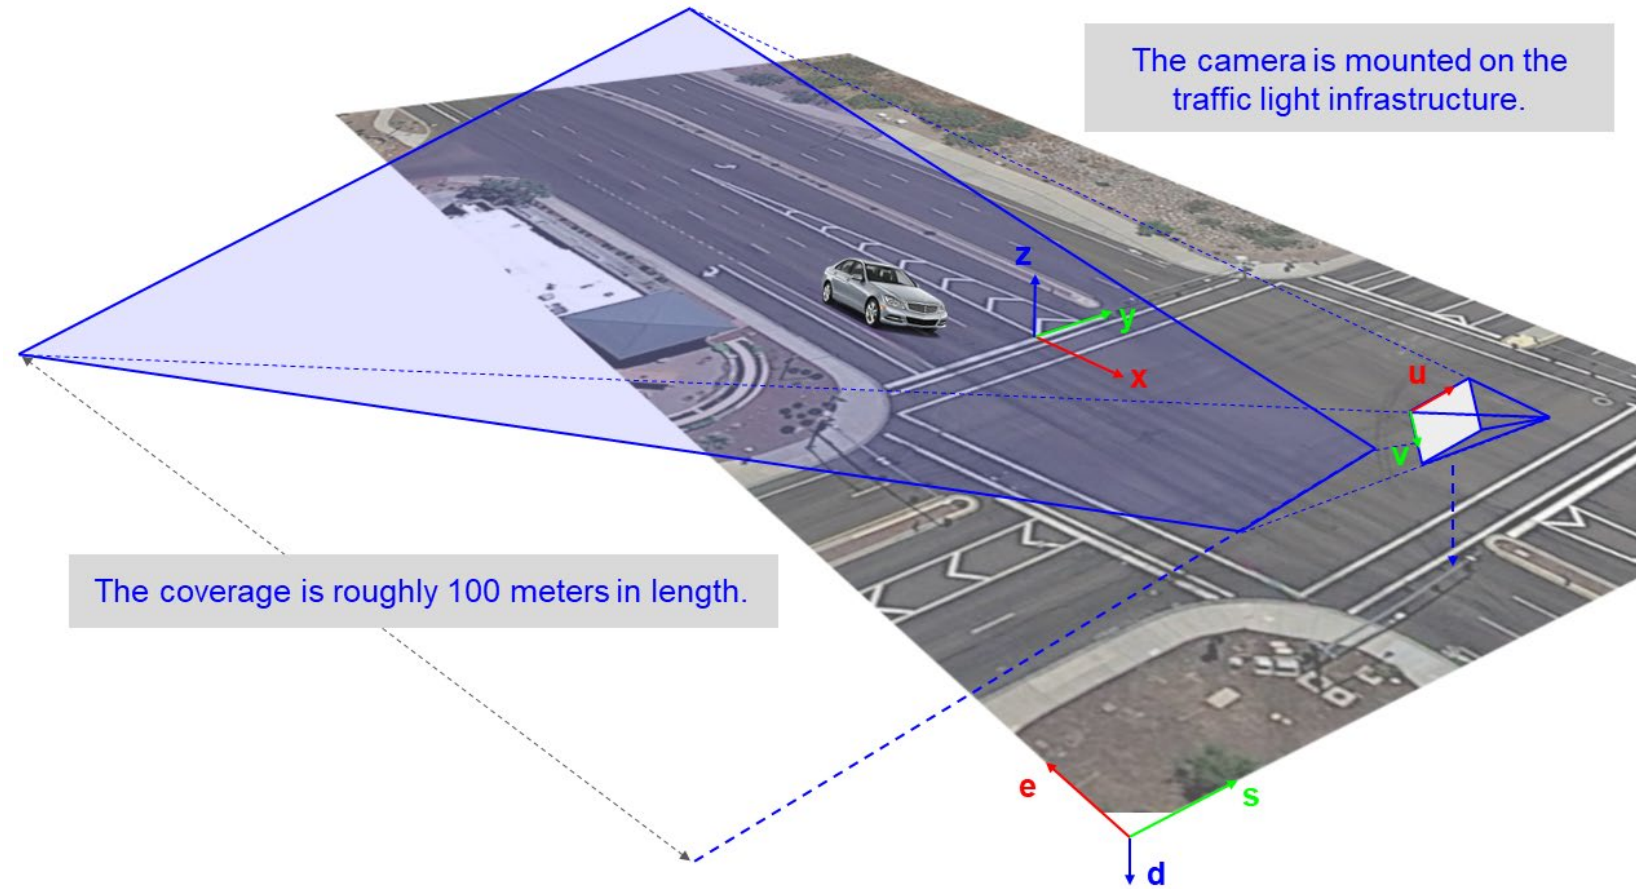 The camera is mounted on the
traffic light infrastructure.
z
y
x
u
v
The coverage is roughly 100 meters in length.
e
s
d